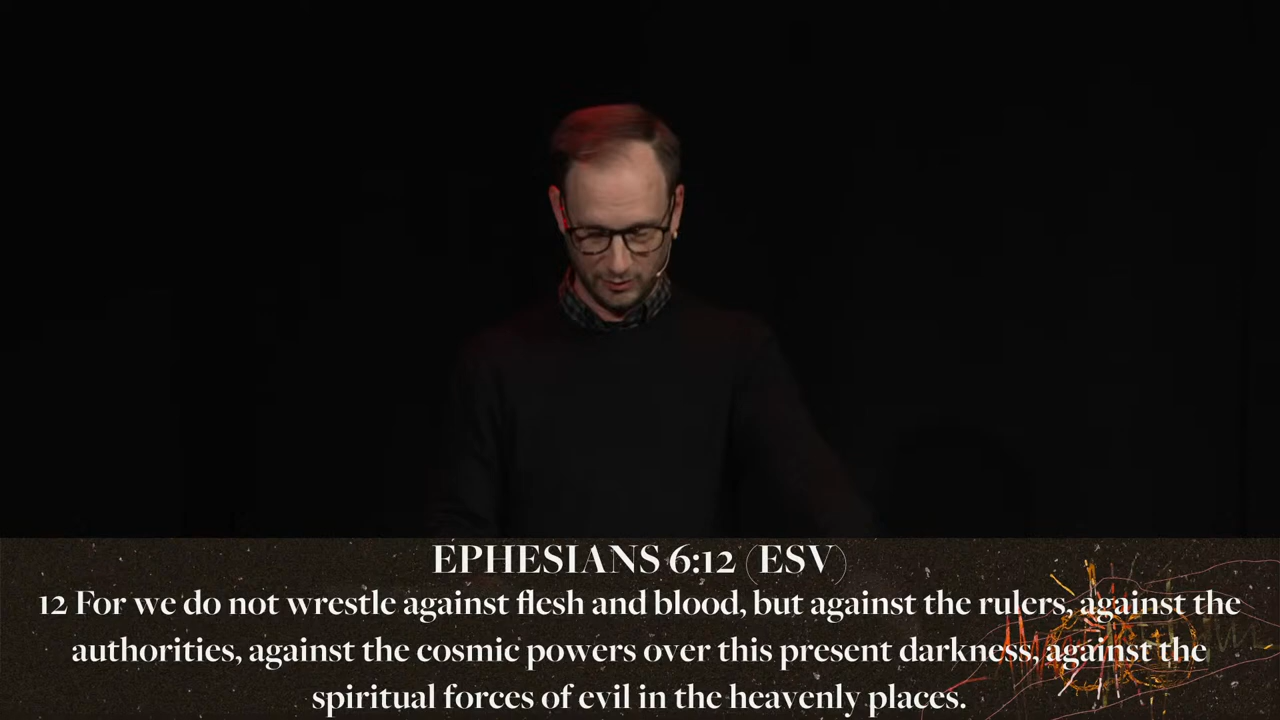 EPHESIANS 6:12 (ESV)
12 For we do not wrestle against flesh and blood, but against the rulers, against the
authorities, against the cosmic powers over this present darkness, against the
spiritual forces of evil in the heavenly places.